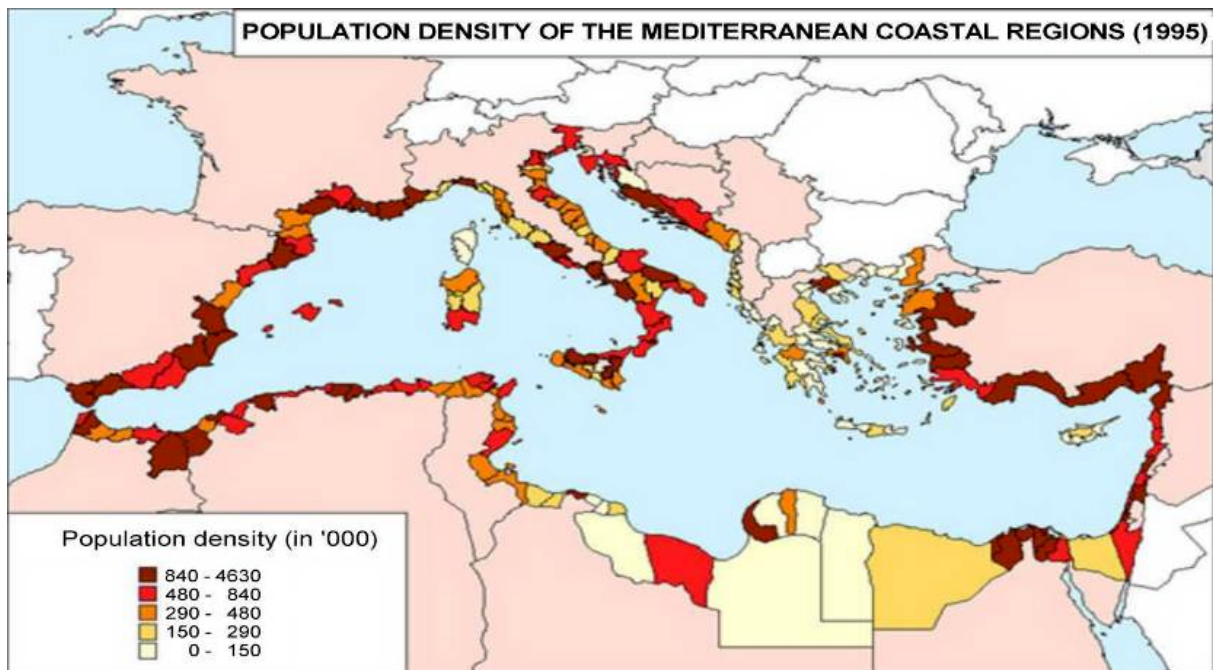 POPULATION DENSITY OF THE MEDITERRANEAN COASTAL REGIONS (1995)
Population density (in '000)
840 - 4630
480 - 840
290 - 480
150 - 290
0 - 150